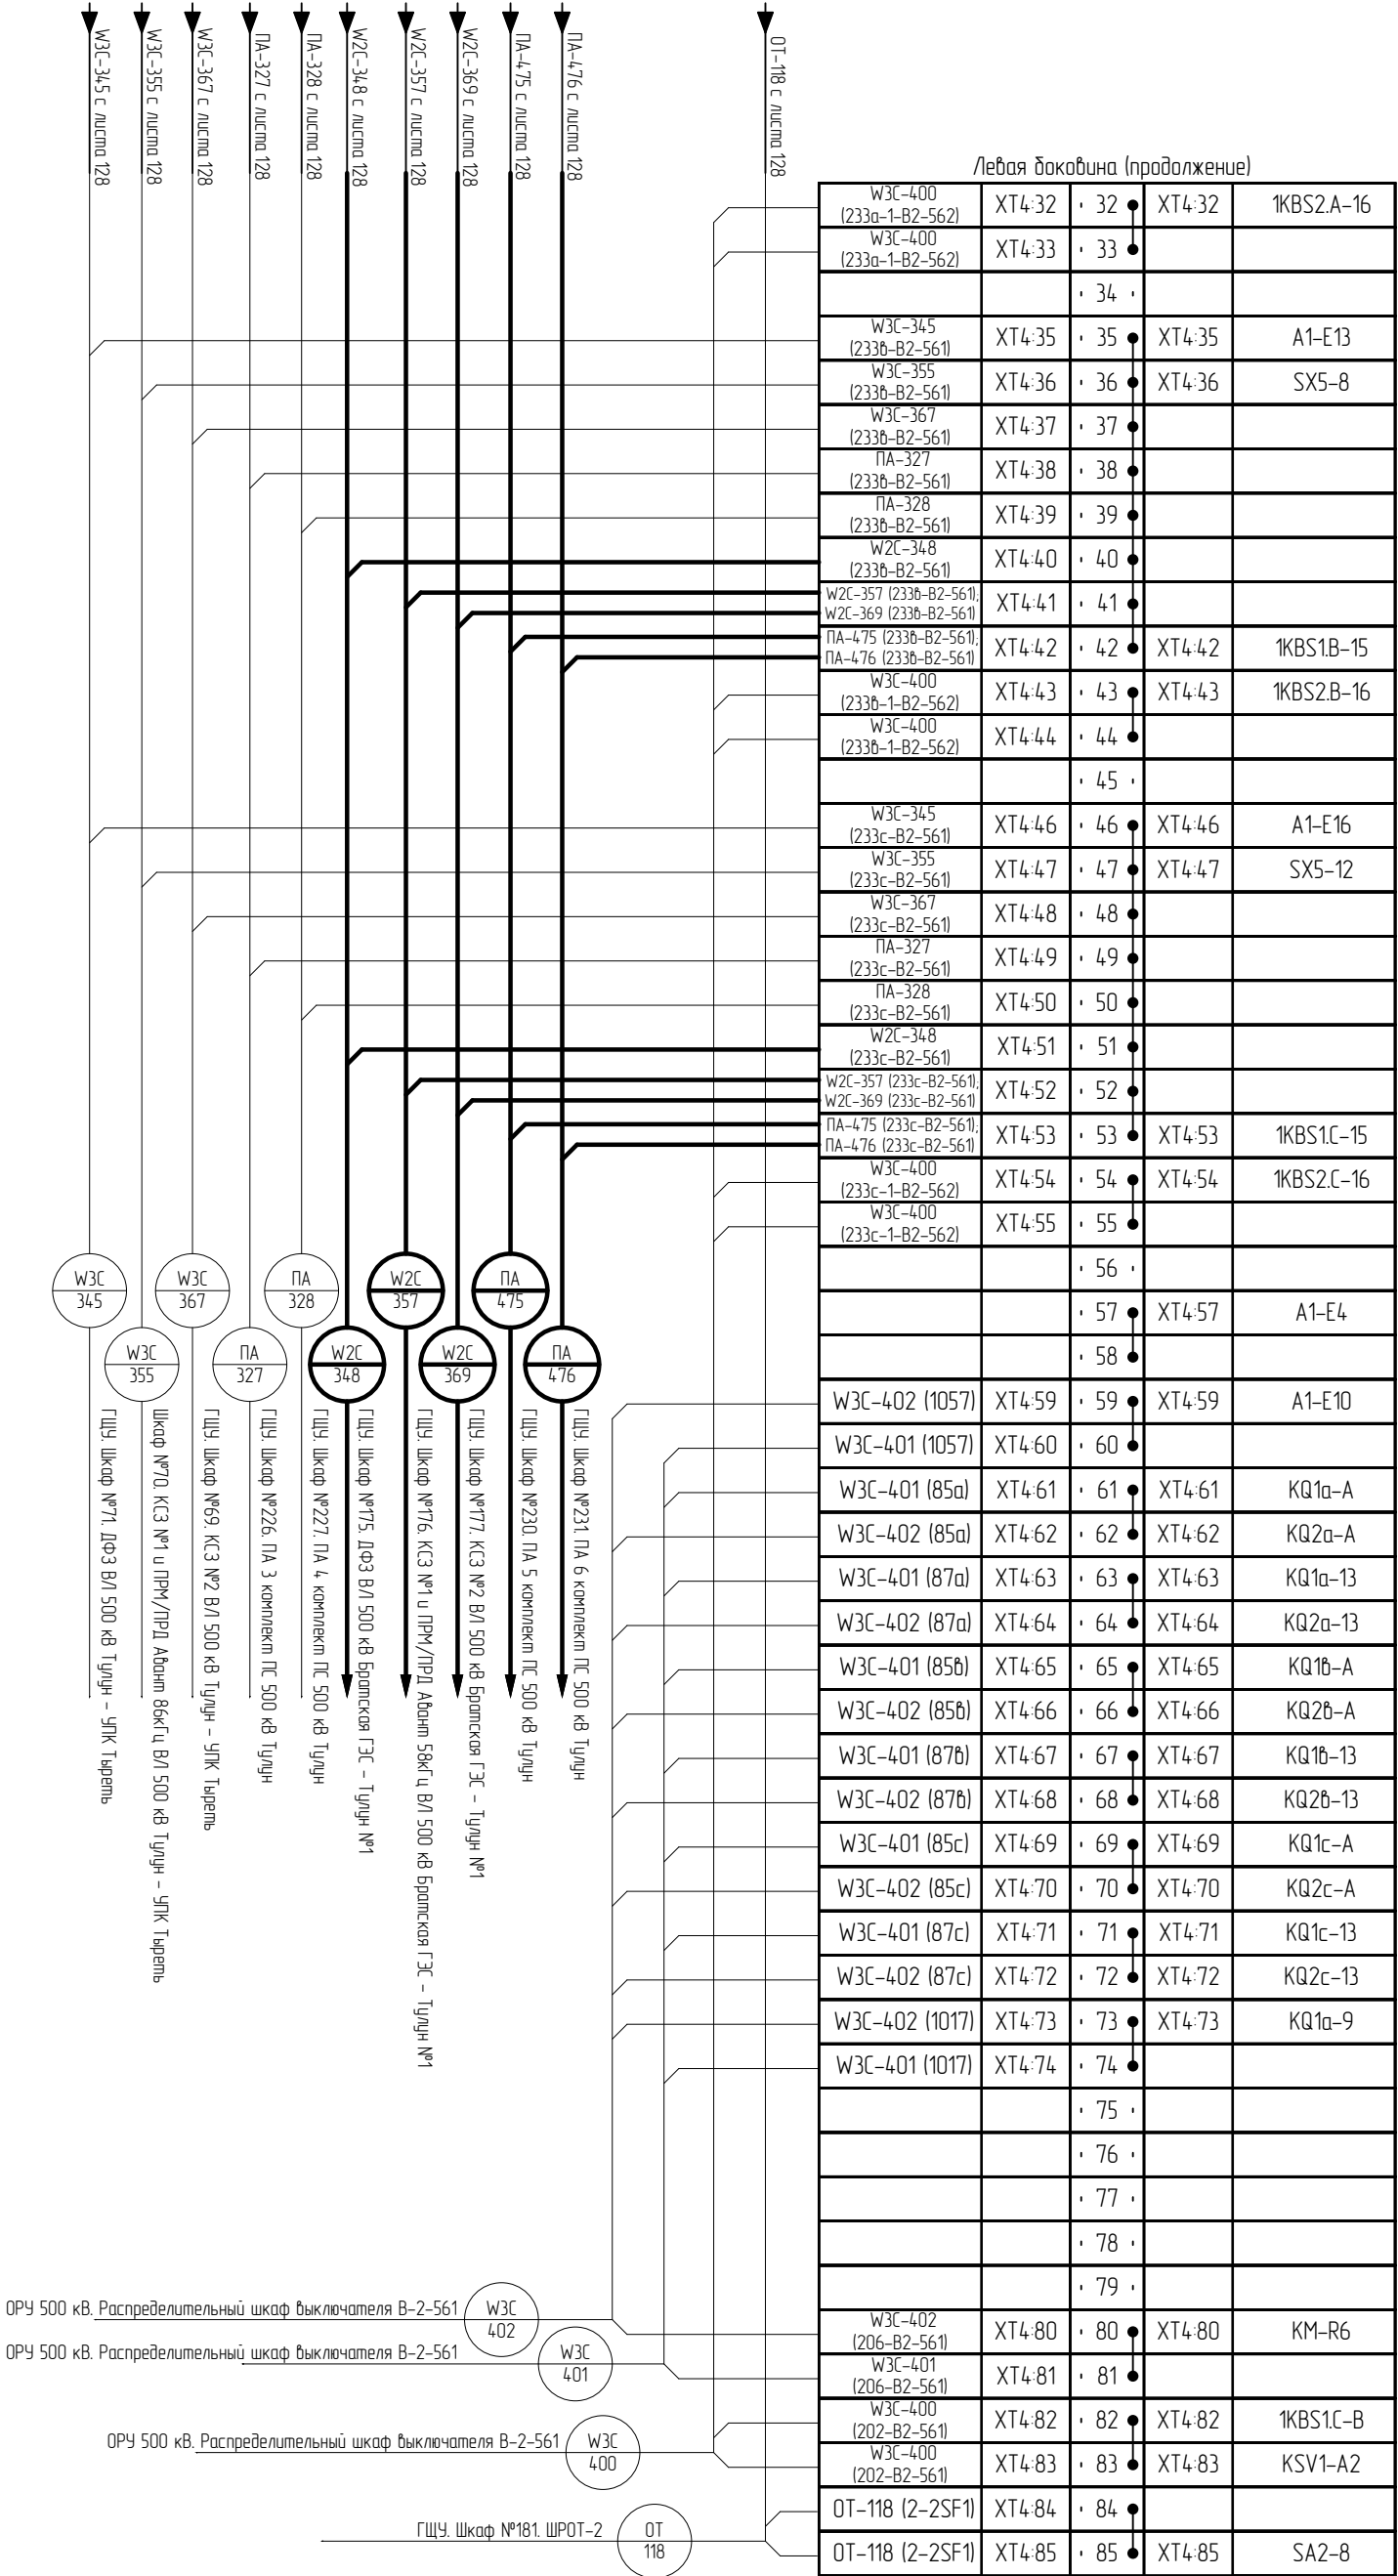 W3C-345 с листа 128
W3C-355 с листа 128
W3C-367 с листа 128
ПА-327 с листа 128
ПА-328 с листа 128
W2C-348 с листа 128
W2C-357 с листа 128
W2C-369 с листа 128
ПА-475 с листа 128
ПА-476 с листа 128
ОТ-118 с листа 128
Левая боковина (продолжение)
W3C-400 (233а-1-В2-562) XT4:32 32 XT4:32 1KBS2.A-16
W3C-400 (233а-1-В2-562) XT4:33 33
34
W3C-345 (233в-В2-561) XT4:35 35 XT4:35 A1-E13
W3C-355 (233в-В2-561) XT4:36 36 XT4:36 SX5-8
W3C-367 (233в-В2-561) XT4:37 37
ПА-327 (233в-В2-561) XT4:38 38
ПА-328 (233в-В2-561) XT4:39 39
W2C-348 (233в-В2-561) XT4:40 40
W2C-357 (233в-В2-561); W2C-369 (233в-В2-561) XT4:41 41
ПА-475 (233в-В2-561); ПА-476 (233в-В2-561) XT4:42 42 XT4:42 1KBS1.B-15
W3C-400 (233в-1-В2-562) XT4:43 43 XT4:43 1KBS2.B-16
W3C-400 (233в-1-В2-562) XT4:44 44
45
W3C-345 (233с-В2-561) XT4:46 46 XT4:46 A1-E16
W3C-355 (233с-В2-561) XT4:47 47 XT4:47 SX5-12
W3C-367 (233с-В2-561) XT4:48 48
ПА-327 (233с-В2-561) XT4:49 49
ПА-328 (233с-В2-561) XT4:50 50
W2C-348 (233с-В2-561) XT4:51 51
W2C-357 (233с-В2-561); W2C-369 (233с-В2-561) XT4:52 52
ПА-475 (233с-В2-561); ПА-476 (233с-В2-561) XT4:53 53 XT4:53 1KBS1.C-15
W3C-400 (233с-1-В2-562) XT4:54 54 XT4:54 1KBS2.C-16
W3C-400 (233с-1-В2-562) XT4:55 55
56
57 XT4:57 A1-E4
58
W3C-402 (1057) XT4:59 59 XT4:59 A1-E10
W3C-401 (1057) XT4:60 60
W3C-401 (85а) XT4:61 61 XT4:61 KQ1а-A
W3C-402 (85а) XT4:62 62 XT4:62 KQ2а-A
W3C-401 (87а) XT4:63 63 XT4:63 KQ1а-13
W3C-402 (87а) XT4:64 64 XT4:64 KQ2а-13
W3C-401 (85в) XT4:65 65 XT4:65 KQ1в-A
W3C-402 (85в) XT4:66 66 XT4:66 KQ2в-A
W3C-401 (87в) XT4:67 67 XT4:67 KQ1в-13
W3C-402 (87в) XT4:68 68 XT4:68 KQ2в-13
W3C-401 (85с) XT4:69 69 XT4:69 KQ1с-A
W3C-402 (85с) XT4:70 70 XT4:70 KQ2с-A
W3C-401 (87с) XT4:71 71 XT4:71 KQ1с-13
W3C-402 (87с) XT4:72 72 XT4:72 KQ2с-13
W3C-402 (1017) XT4:73 73 XT4:73 KQ1а-9
W3C-401 (1017) XT4:74 74
75
76
77
78
79
W3C-402 (206-В2-561) XT4:80 80 XT4:80 KM-R6
W3C-401 (206-В2-561) XT4:81 81
W3C-400 (202-В2-561) XT4:82 82 XT4:82 1KBS1.C-B
W3C-400 (202-В2-561) XT4:83 83 XT4:83 KSV1-A2
ОТ-118 (2-2SF1) XT4:84 84
ОТ-118 (2-2SF1) XT4:85 85 XT4:85 SA2-8
W3C 345
W3C 367
ПА 328
W2C 357
ПА 475
W3C 355
ПА 327
W2C 348
W2C 369
ПА 476
ГЩУ. Шкаф №71. ДФЗ ВЛ 500 кВ Тулун - УПК Тыреть
Шкаф №70. КСЗ №1 и ПРМ/ПРД Авант 86кГц ВЛ 500 кВ Тулун - УПК Тыреть
ГЩУ. Шкаф №69. КСЗ №2 ВЛ 500 кВ Тулун - УПК Тыреть
ГЩУ. Шкаф №226. ПА 3 комплект ПС 500 кВ Тулун
ГЩУ. Шкаф №227. ПА 4 комплект ПС 500 кВ Тулун
ГЩУ. Шкаф №175. ДФЗ ВЛ 500 кВ Братская ГЭС - Тулун №1
ГЩУ. Шкаф №176. КСЗ №1 и ПРМ/ПРД Авант 58кГц ВЛ 500 кВ Братская ГЭС - Тулун №1
ГЩУ. Шкаф №177. КСЗ №2 ВЛ 500 кВ Братская ГЭС - Тулун №1
ГЩУ. Шкаф №230. ПА 5 комплект ПС 500 кВ Тулун
ГЩУ. Шкаф №231. ПА 6 комплект ПС 500 кВ Тулун
ОРУ 500 кВ. Распределительный шкаф выключателя В-2-561 W3C 402
ОРУ 500 кВ. Распределительный шкаф выключателя В-2-561 W3C 401
ОРУ 500 кВ. Распределительный шкаф выключателя В-2-561 W3C 400
ГЩУ. Шкаф №181. ШРОТ-2 ОТ 118